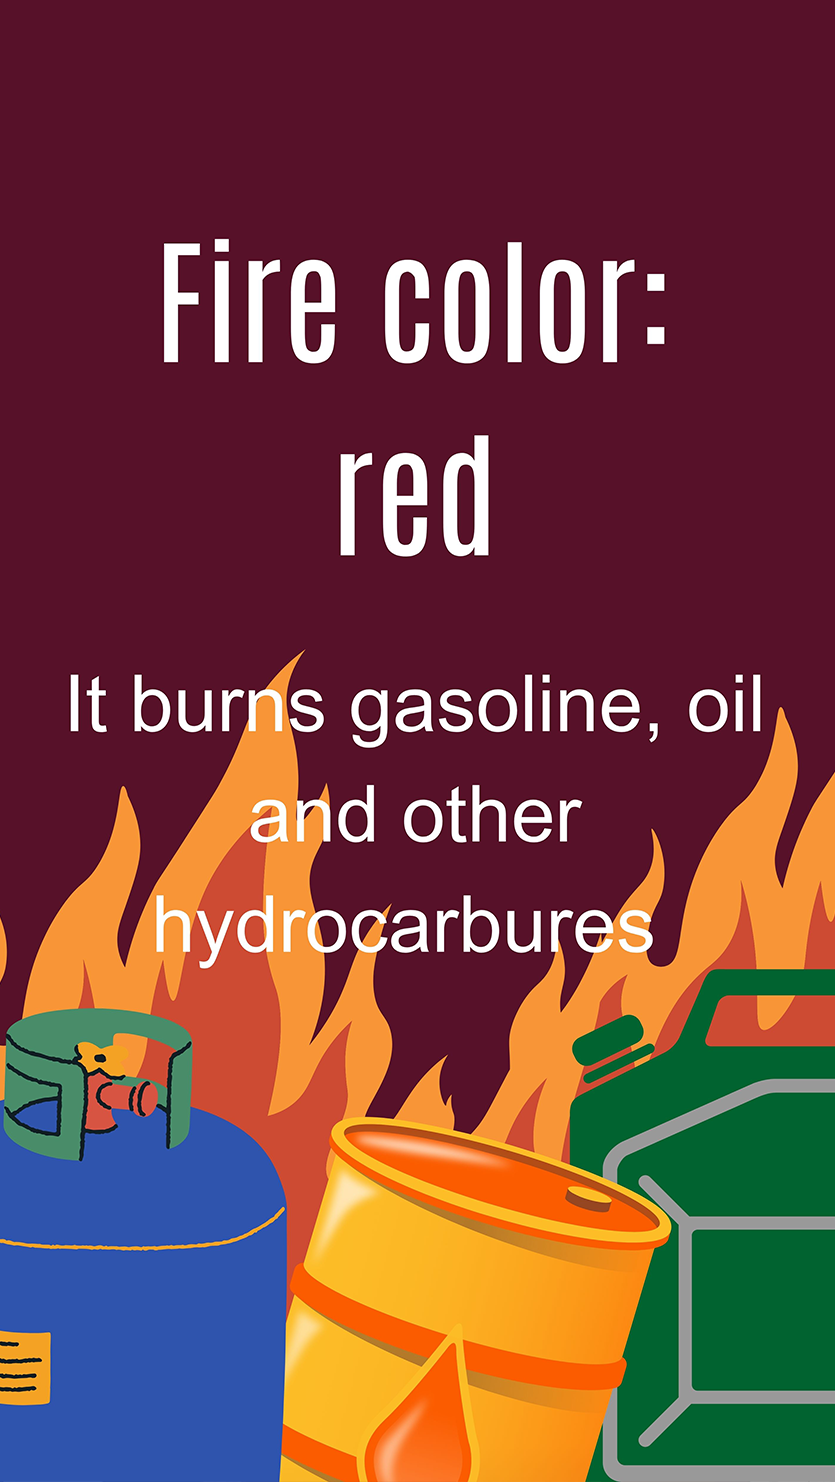 Fire color:
red
It burns gasoline, oil
and other
hydrocarbures